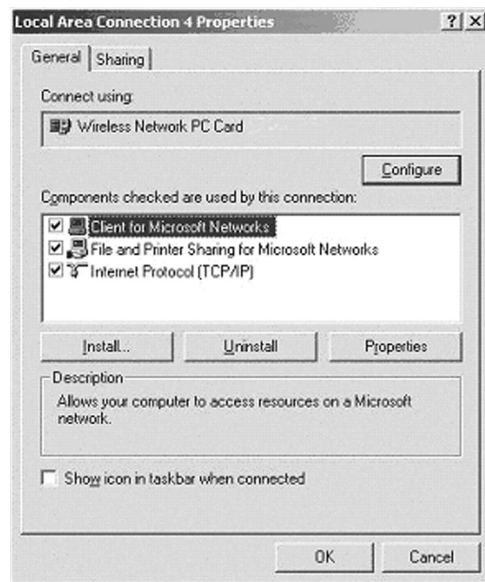 Local Area Connection 4 Properties
General
Sharing
Connect using:
Wireless Network PC Card
Configure
Components checked are used by this connection:
Client for Microsoft Networks
File and Printer Sharing for Microsoft Networks
Internet Protocol (TCP/IP)
Install...
Uninstall
Properties
Description
Allows your computer to access resources on a Microsoft
network.
Show icon in taskbar when connected
OK
Cancel